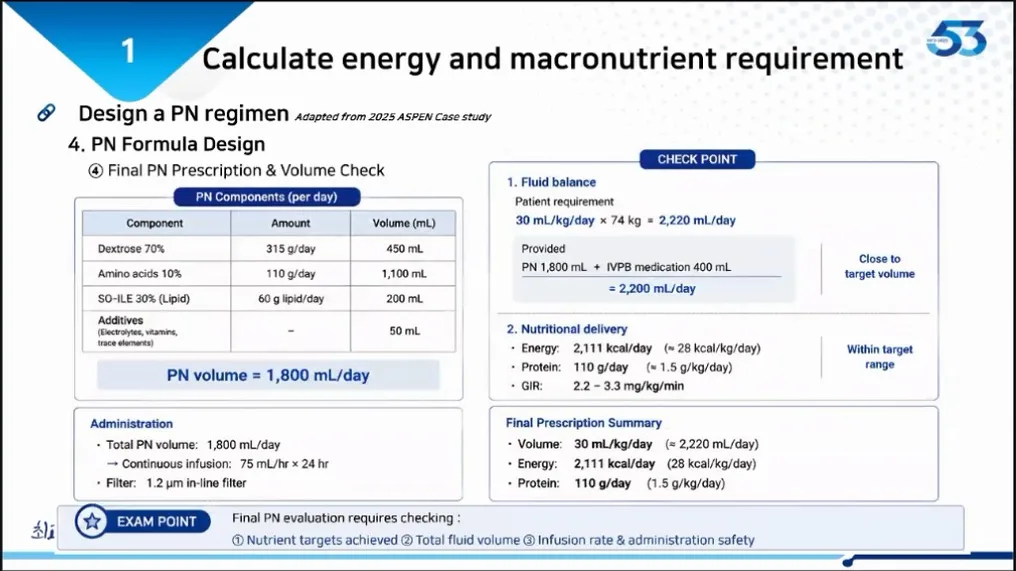 1
Calculate energy and macronutrient requirement
53
Design a PN regimen Adapted from 2025 ASPEN Case study
4. PN Formula Design
④ Final PN Prescription & Volume Check
PN Components (per day)
Component Amount Volume (mL)
Dextrose 70% 315 g/day 450 mL
Amino acids 10% 110 g/day 1,100 mL
SO-ILE 30% (Lipid) 60 g lipid/day 200 mL
Additives
(Electrolytes, vitamins,
trace elements) – 50 mL
PN volume = 1,800 mL/day
Administration
· Total PN volume: 1,800 mL/day
→ Continuous infusion: 75 mL/hr × 24 hr
· Filter: 1.2 μm in-line filter
CHECK POINT
1. Fluid balance
Patient requirement
30 mL/kg/day × 74 kg = 2,220 mL/day
Provided
PN 1,800 mL + IVPB medication 400 mL
= 2,200 mL/day
Close to
target volume
2. Nutritional delivery
· Energy: 2,111 kcal/day (≈ 28 kcal/kg/day)
· Protein: 110 g/day (≈ 1.5 g/kg/day)
· GIR: 2.2 – 3.3 mg/kg/min
Within target
range
Final Prescription Summary
· Volume: 30 mL/kg/day (≈ 2,220 mL/day)
· Energy: 2,111 kcal/day (28 kcal/kg/day)
· Protein: 110 g/day (1.5 g/kg/day)
EXAM POINT
Final PN evaluation requires checking :
① Nutrient targets achieved ② Total fluid volume ③ Infusion rate & administration safety